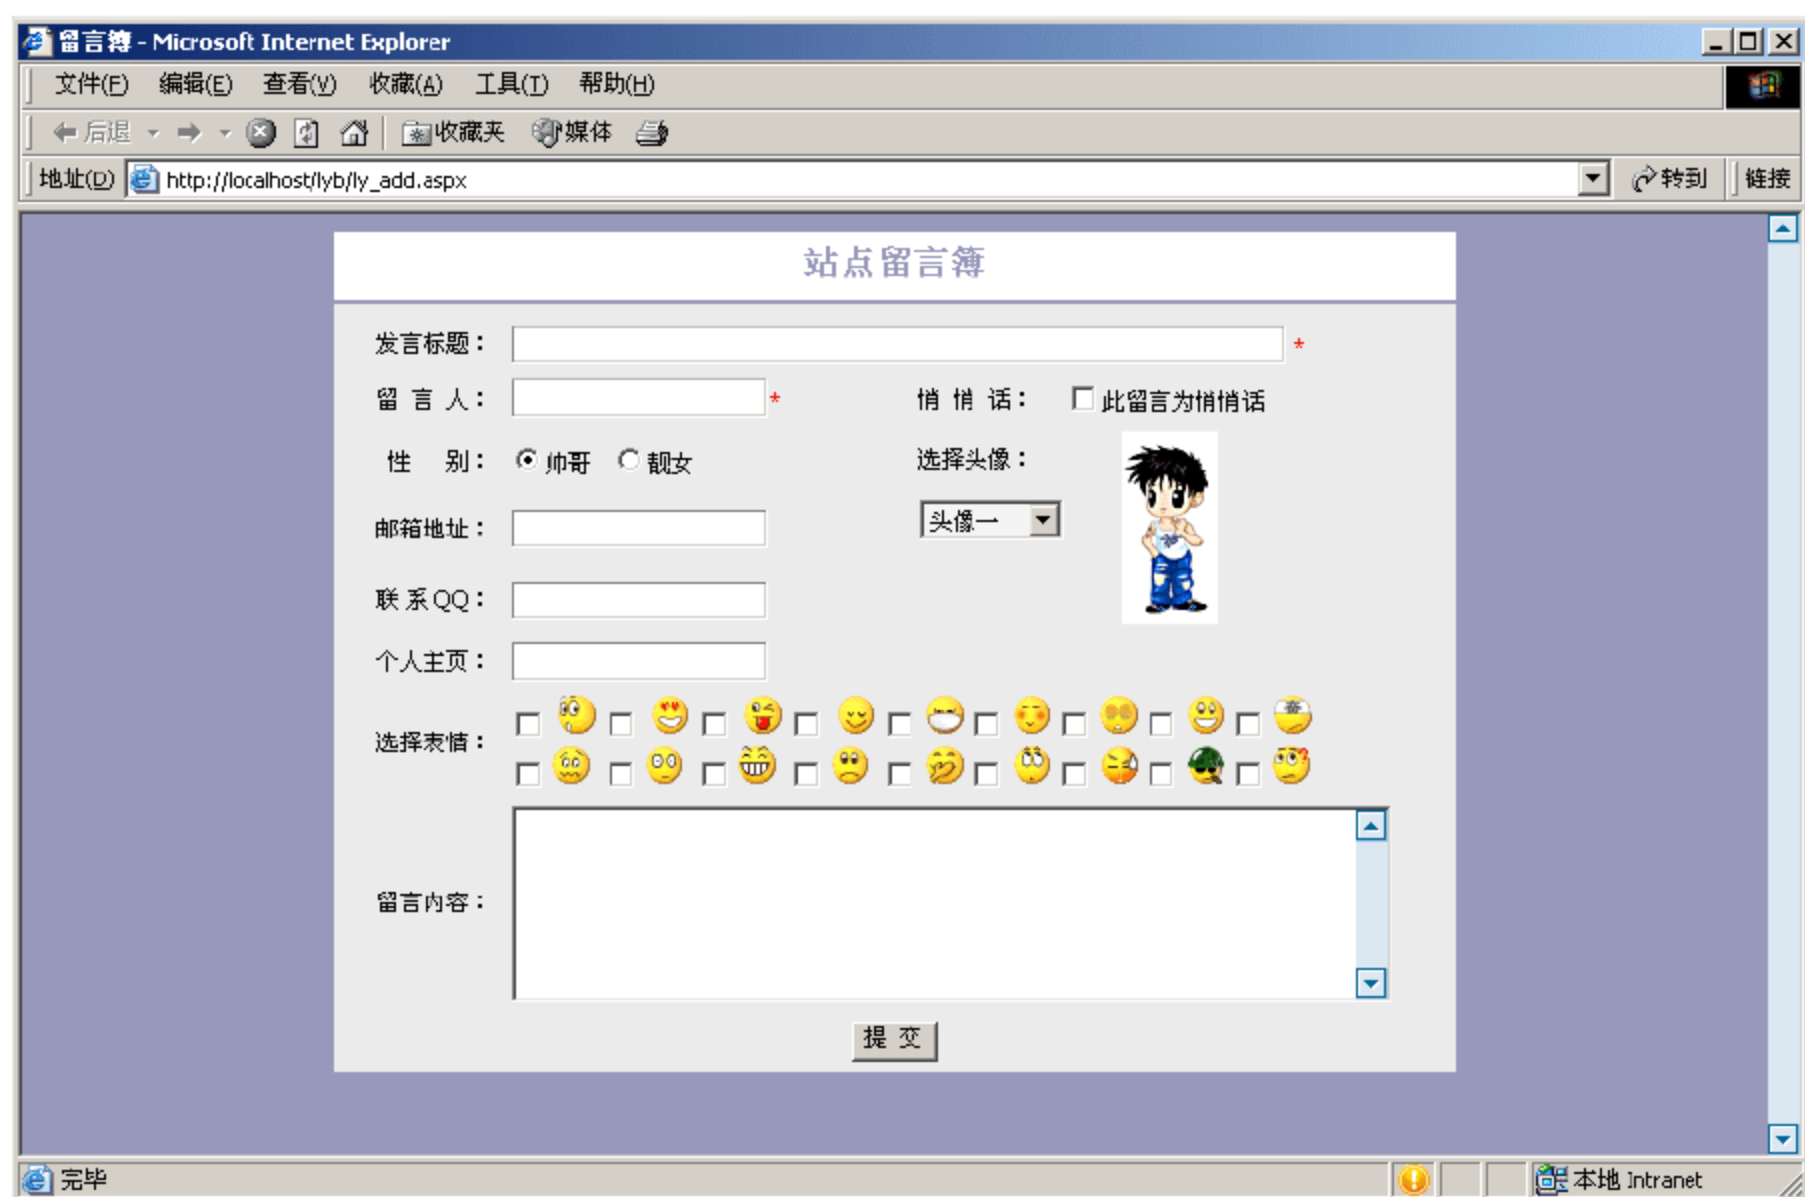 留言簿 - Microsoft Internet Explorer
文件(F) 编辑(E) 查看(V) 收藏(A) 工具(T) 帮助(H)
后退 收藏夹 媒体
地址(D) http://localhost/lyb/ly_add.aspx 转到 链接
站点留言簿
发言标题： *
留 言 人： * 悄 悄 话： 此留言为悄悄话
性 别： 帅哥 靓女 选择头像：
邮箱地址： 头像一
联 系 QQ：
个人主页：
选择表情：
留言内容：
提 交
完毕 本地 Intranet